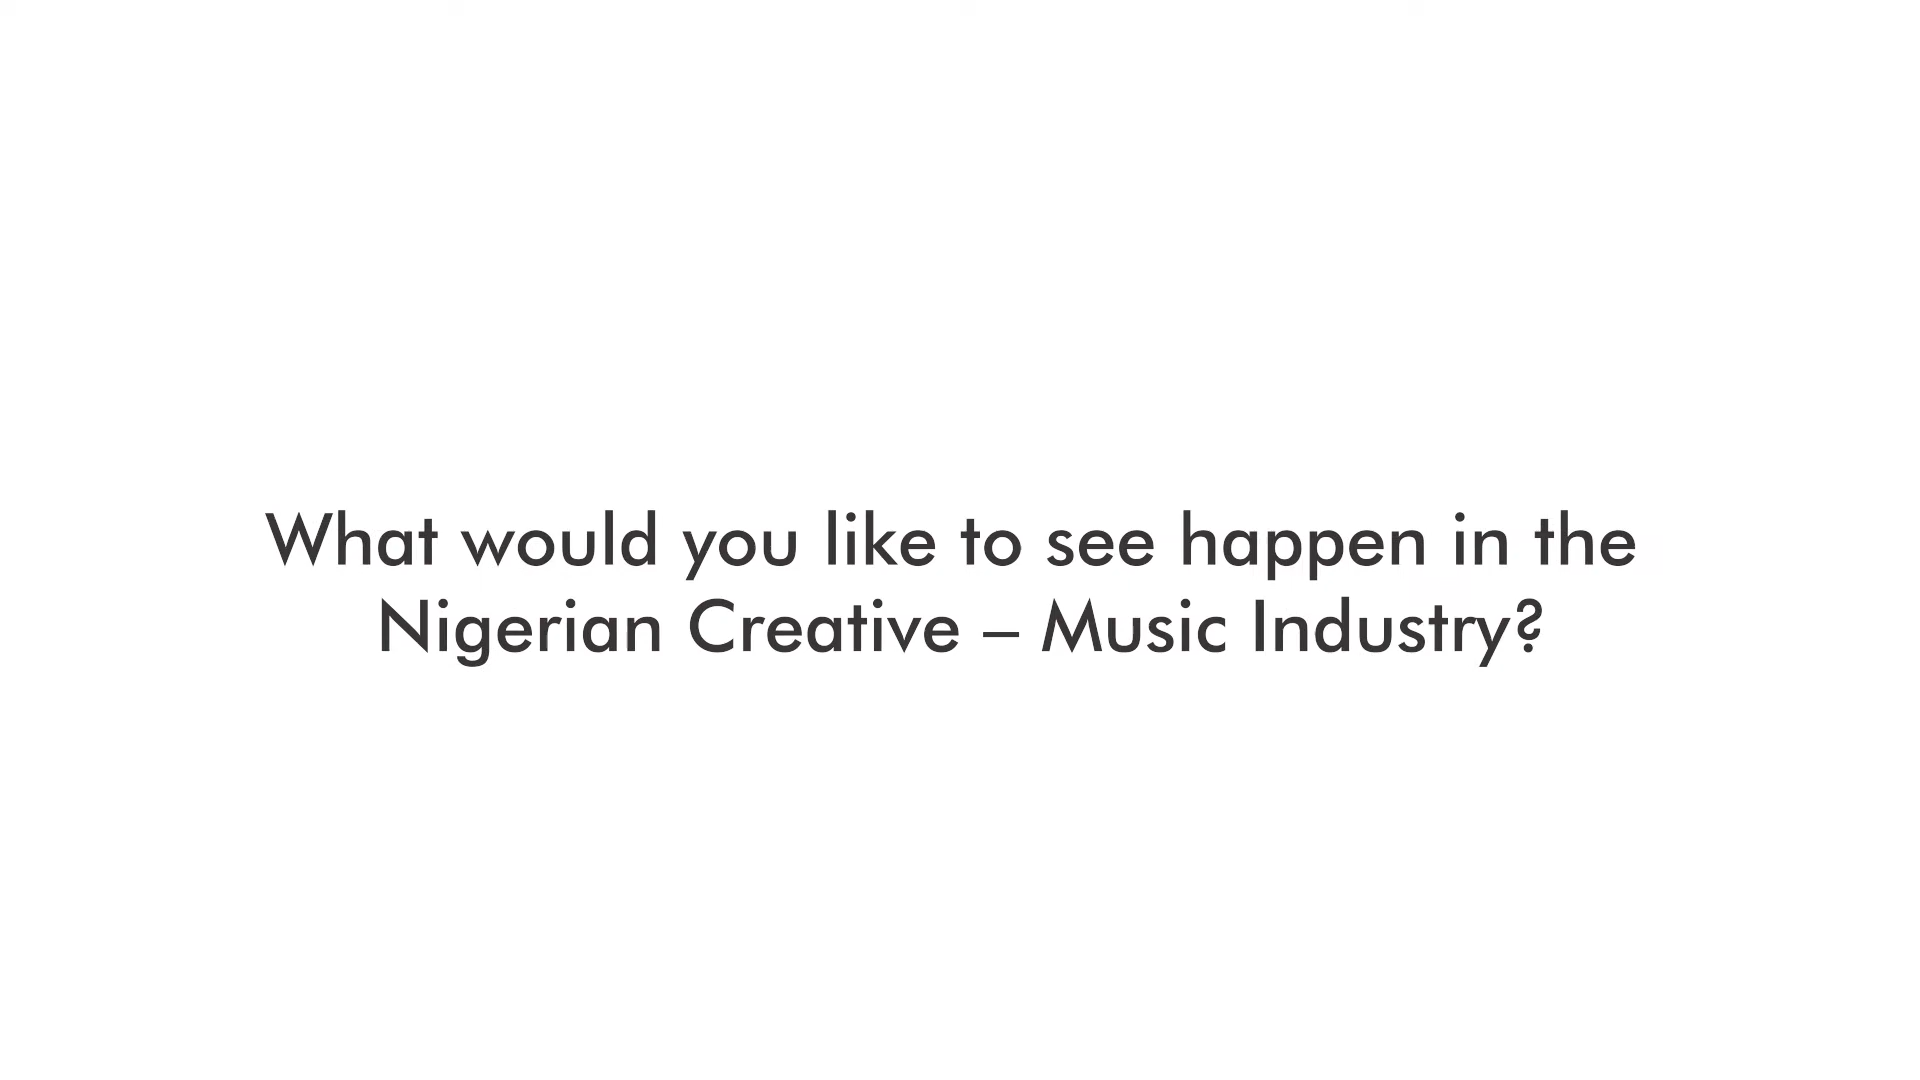 What would you like to see happen in the
Nigerian Creative – Music Industry?